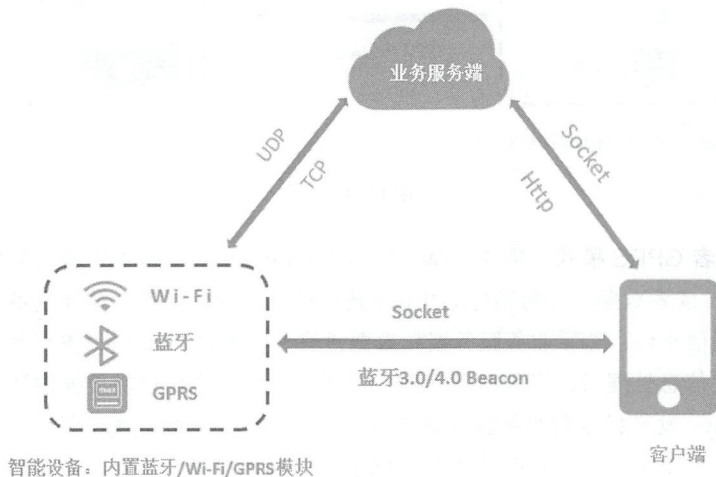 业务服务端
UDP
TCP
Socket
Http
Wi-Fi
蓝牙
GPRS
Socket
蓝牙3.0/4.0 Beacon
客户端
智能设备：内置蓝牙/Wi-Fi/GPRS模块